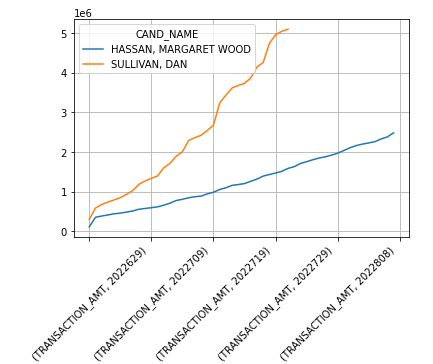 1e6
CAND_NAME
HASSAN, MARGARET WOOD
SULLIVAN, DAN
5
4
3
2
1
0
(TRANSACTION_AMT, 2022629)
(TRANSACTION_AMT, 2022709)
(TRANSACTION_AMT, 2022719)
(TRANSACTION_AMT, 2022729)
(TRANSACTION_AMT, 2022808)